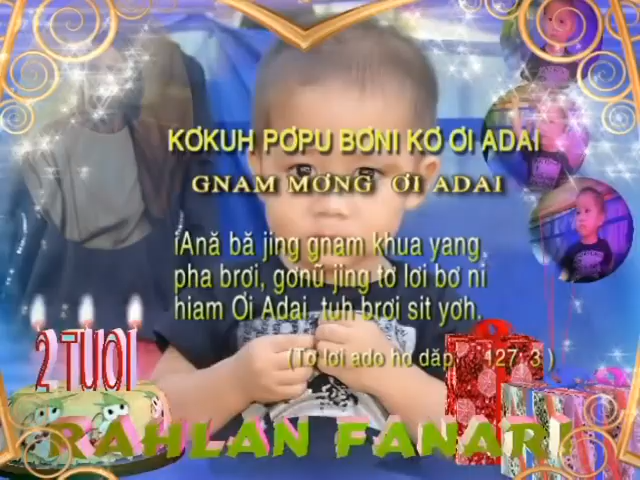 KƠKUH PƠPU BƠNI KƠ ƠI ADAI
GNAM MƠNG ƠI ADAI
Ană bă jing gnam khua yang
pha brơi, gơnŭ jing tơ lơi bơ ni
hiam Ơi Adai tuh brơi sit yơh.
(Tơ lơi ado hơ dăp 127, 3)
2 TUOI
RAHLAN FANARI